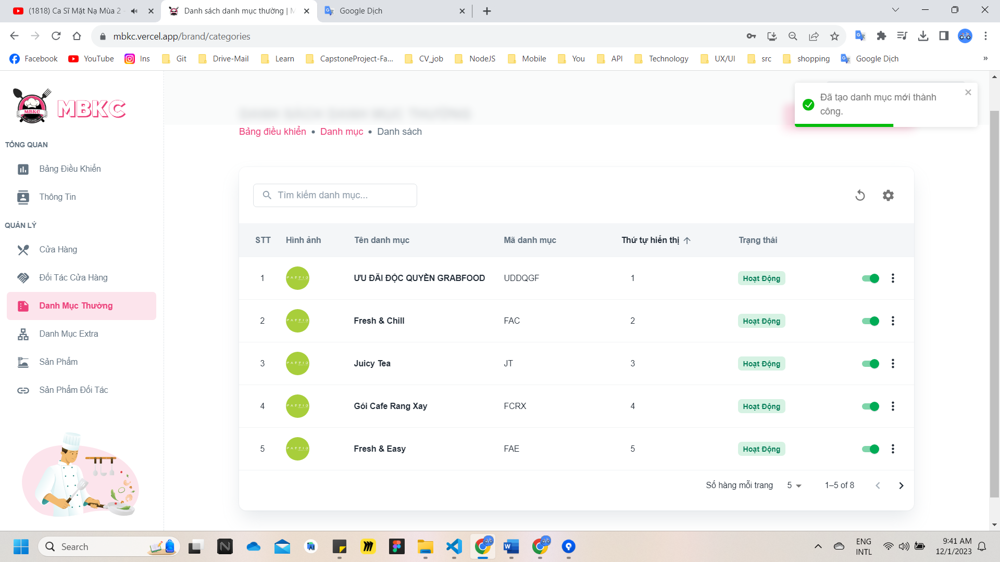 (1818) Ca Sĩ Mặt Nạ Mùa 2
Danh sách danh mục thường | M
Google Dịch
mbkc.vercel.app/brand/categories
Facebook
YouTube
Ins
Git
Drive-Mail
Learn
CapstoneProject-Fa...
CV_job
NodeJS
Mobile
You
API
Technology
UX/UI
src
shopping
Google Dịch
»
MBKC
MBKC
TỔNG QUAN
Bảng Điều Khiển
Thông Tin
QUẢN LÝ
Cửa Hàng
Đối Tác Cửa Hàng
Danh Mục Thường
Danh Mục Extra
Sản Phẩm
Sản Phẩm Đối Tác
Đã tạo danh mục mới thành
công.
Bảng điều khiển • Danh mục • Danh sách
Tìm kiếm danh mục...
STT Hình ảnh Tên danh mục Mã danh mục Thứ tự hiển thị Trạng thái
1 ƯU ĐÃI ĐỘC QUYỀN GRABFOOD UDDQGF 1 Hoạt Động
2 Fresh & Chill FAC 2 Hoạt Động
3 Juicy Tea JT 3 Hoạt Động
4 Gói Cafe Rang Xay FCRX 4 Hoạt Động
5 Fresh & Easy FAE 5 Hoạt Động
Số hàng mỗi trang 5 1–5 of 8
Search
ENG
INTL
9:41 AM
12/1/2023